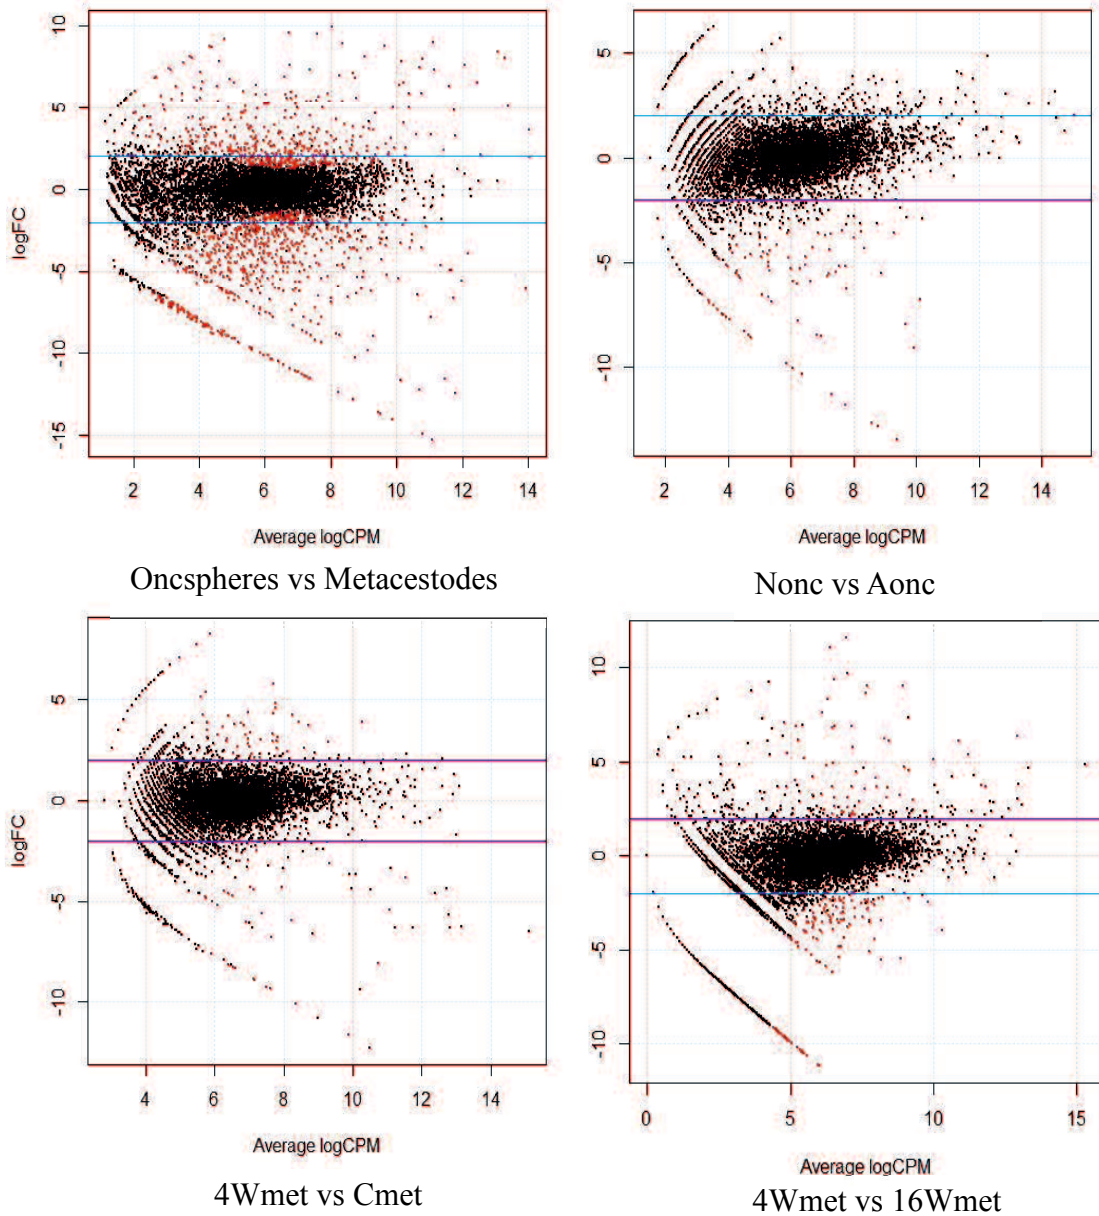 10
5
0
-5
-10
-15
logFC
2 4 6 8 10 12 14
Average logCPM
Oncspheres vs Metacestodes
5
0
-5
-10
2 4 6 8 10 12 14
Average logCPM
Nonc vs Aonc
5
0
-5
-10
logFC
4 6 8 10 12 14
Average logCPM
4Wmet vs Cmet
10
5
0
-5
-10
0 5 10 15
Average logCPM
4Wmet vs 16Wmet